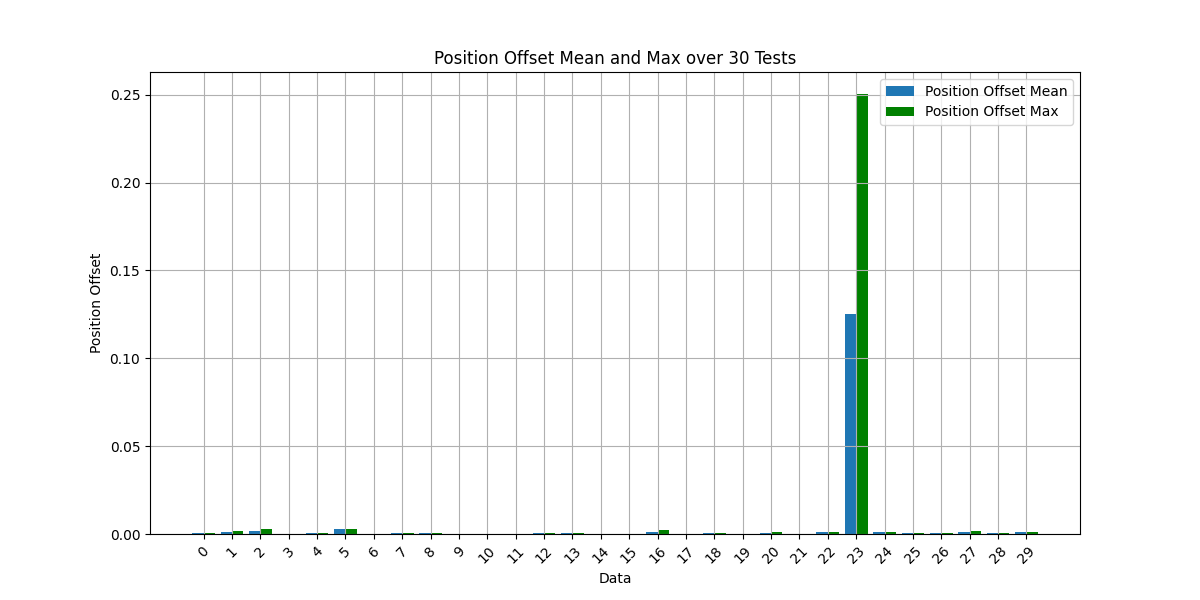 Position Offset Mean and Max over 30 Tests
Position Offset Mean
Position Offset Max
0.25
0.20
0.15
0.10
0.05
0.00
Position Offset
0 1 2 3 4 5 6 7 8 9 10 11 12 13 14 15 16 17 18 19 20 21 22 23 24 25 26 27 28 29
Data